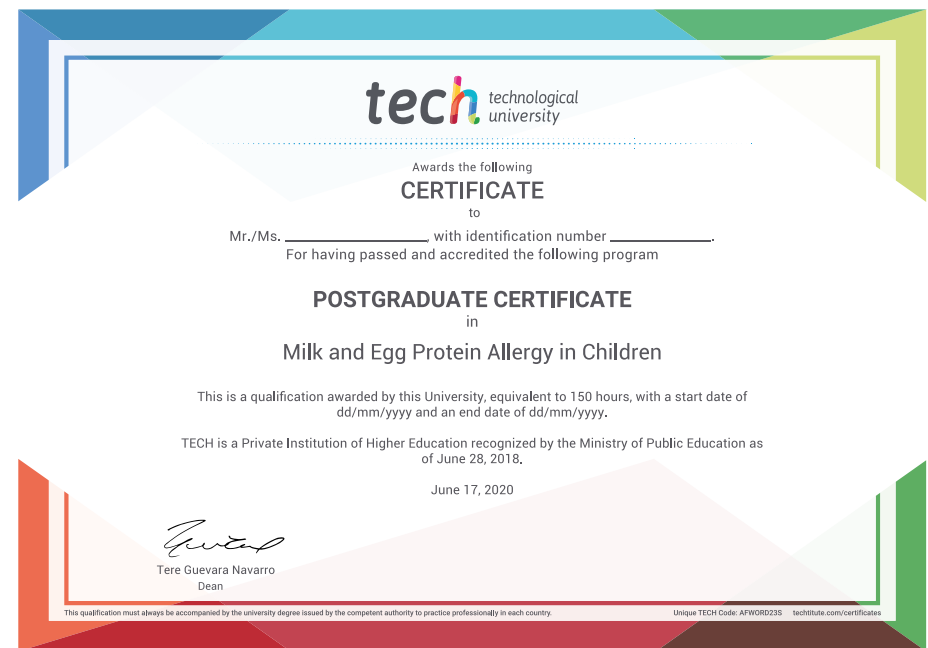 tech technological
university
Awards the following
CERTIFICATE
to
Mr./Ms. ____________________, with identification number ______________.
For having passed and accredited the following program
POSTGRADUATE CERTIFICATE
in
Milk and Egg Protein Allergy in Children
This is a qualification awarded by this University, equivalent to 150 hours, with a start date of
dd/mm/yyyy and an end date of dd/mm/yyyy.
TECH is a Private Institution of Higher Education recognized by the Ministry of Public Education as
of June 28, 2018.
June 17, 2020
Tere Guevara Navarro
Dean
This qualification must always be accompanied by the university degree issued by the competent authority to practice professionally in each country.
Unique TECH Code: AFWORD23S techtitute.com/certificates